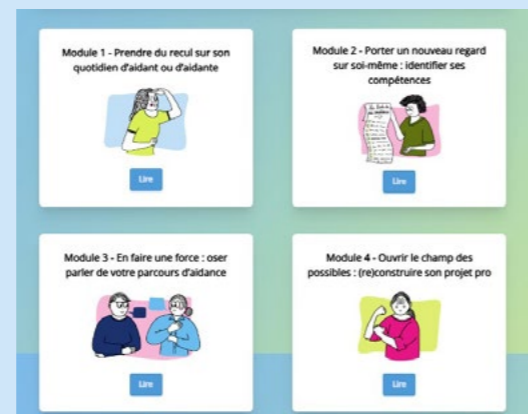 Module 1 - Prendre du recul sur son
quotidien d'aidant ou d'aidante
Lire
Module 2 - Porter un nouveau regard
sur soi-même : identifier ses
compétences
Lire
Module 3 - En faire une force : oser
parler de votre parcours d'aidance
Lire
Module 4 - Ouvrir le champ des
possibles : (re)construire son projet pro
Lire